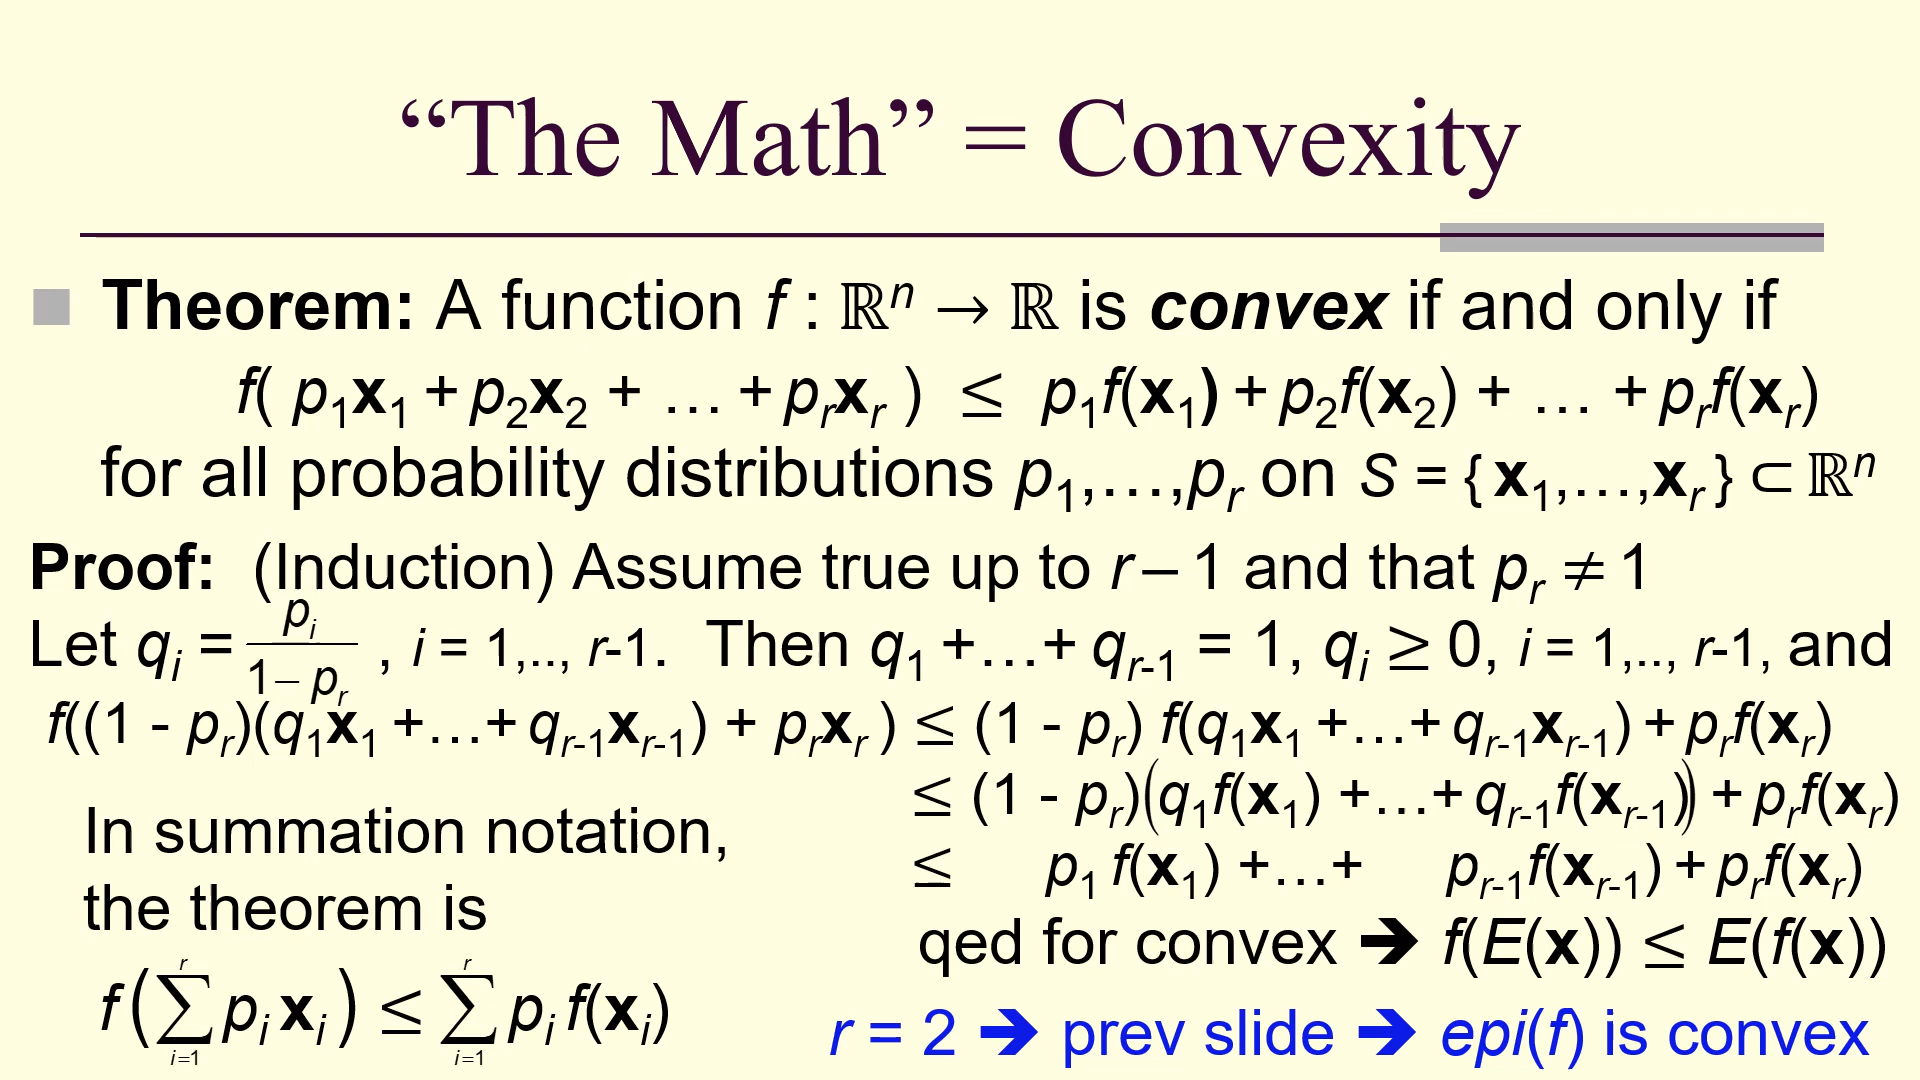 “The Math” = Convexity
Theorem: A function f : ℝⁿ → ℝ is convex if and only if
f( p₁x₁ + p₂x₂ + … + pᵣxᵣ ) ≤ p₁f(x₁) + p₂f(x₂) + … + pᵣf(xᵣ)
for all probability distributions p₁,…,pᵣ on S = { x₁,…,xᵣ } ⊂ ℝⁿ
Proof: (Induction) Assume true up to r – 1 and that pᵣ ≠ 1
Let qᵢ = pᵢ / (1 – pᵣ) , i = 1,.., r-1. Then q₁ +…+ qᵣ₋₁ = 1, qᵢ ≥ 0, i = 1,.., r-1, and
f((1 - pᵣ)(q₁x₁ +…+ qᵣ₋₁xᵣ₋₁) + pᵣxᵣ ) ≤ (1 - pᵣ) f(q₁x₁ +…+ qᵣ₋₁xᵣ₋₁) + pᵣf(xᵣ)
≤ (1 - pᵣ)(q₁f(x₁) +…+ qᵣ₋₁f(xᵣ₋₁)) + pᵣf(xᵣ)
≤ p₁ f(x₁) +…+ pᵣ₋₁f(xᵣ₋₁) + pᵣf(xᵣ)
qed for convex ➔ f(E(x)) ≤ E(f(x))
In summation notation,
the theorem is
f(∑ᵢ₌₁ʳ pᵢ xᵢ) ≤ ∑ᵢ₌₁ʳ pᵢ f(xᵢ)
r = 2 ➔ prev slide ➔ epi(f) is convex